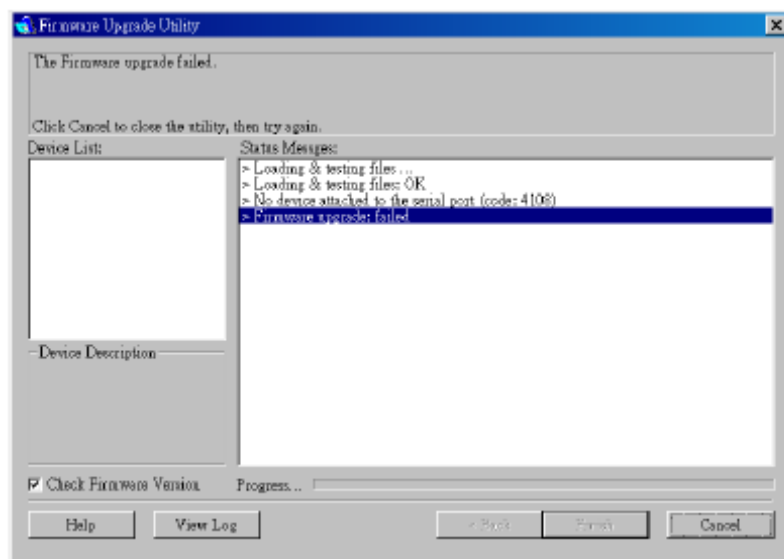 Firmware Upgrade Utility
The Firmware upgrade failed.
Click Cancel to close the utility, then try again.
Device List:
Status Messages:
> Loading & testing files ...
> Loading & testing files: OK
> No device attached to the serial port (code: 4108)
> Firmware upgrade: failed
Device Description
Check Firmware Version
Progress...
Help
View Log
< Back
Finish
Cancel